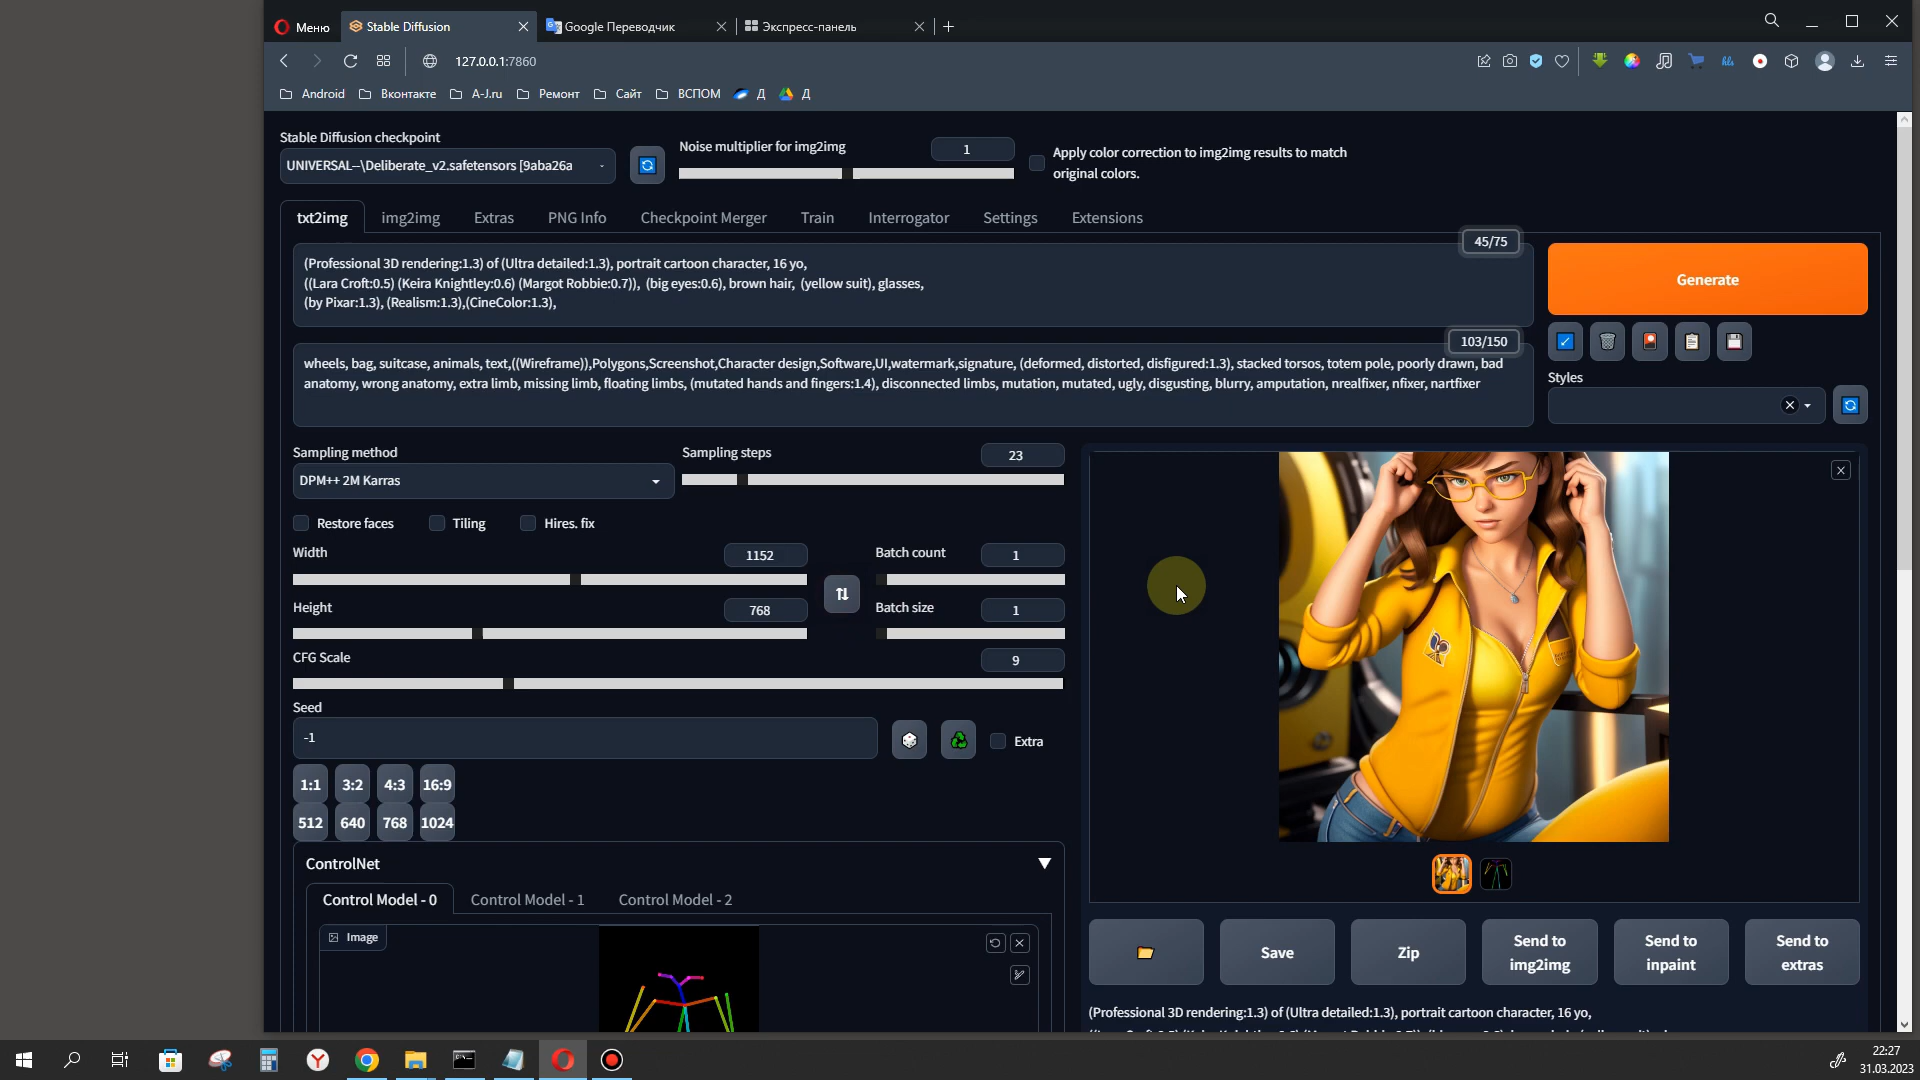 Меню
Stable Diffusion
Google Переводчик
Экспресс-панель
127.0.0.1:7860
Android
Вконтакте
A-J.ru
Ремонт
Сайт
ВСПОМ
Д
Д
Stable Diffusion checkpoint
UNIVERSAL--\Deliberate_v2.safetensors [9aba26a
Noise multiplier for img2img
1
Apply color correction to img2img results to match
original colors.
txt2img
img2img
Extras
PNG Info
Checkpoint Merger
Train
Interrogator
Settings
Extensions
45/75
(Professional 3D rendering:1.3) of (Ultra detailed:1.3), portrait cartoon character, 16 yo,
((Lara Croft:0.5) (Keira Knightley:0.6) (Margot Robbie:0.7)), (big eyes:0.6), brown hair, (yellow suit), glasses,
(by Pixar:1.3), (Realism:1.3),(CineColor:1.3),
Generate
103/150
wheels, bag, suitcase, animals, text,((Wireframe)),Polygons,Screenshot,Character design,Software,UI,watermark,signature, (deformed, distorted, disfigured:1.3), stacked torsos, totem pole, poorly drawn, bad
anatomy, wrong anatomy, extra limb, missing limb, floating limbs, (mutated hands and fingers:1.4), disconnected limbs, mutation, mutated, ugly, disgusting, blurry, amputation, nrealfixer, nfixer, nartfixer
Styles
Sampling method
DPM++ 2M Karras
Sampling steps
23
Restore faces
Tiling
Hires. fix
Width
1152
Batch count
1
Height
768
Batch size
1
CFG Scale
9
Seed
-1
Extra
1:1
3:2
4:3
16:9
512
640
768
1024
ControlNet
Control Model - 0
Control Model - 1
Control Model - 2
Image
Save
Zip
Send to
img2img
Send to
inpaint
Send to
extras
(Professional 3D rendering:1.3) of (Ultra detailed:1.3), portrait cartoon character, 16 yo,
22:27
31.03.2023